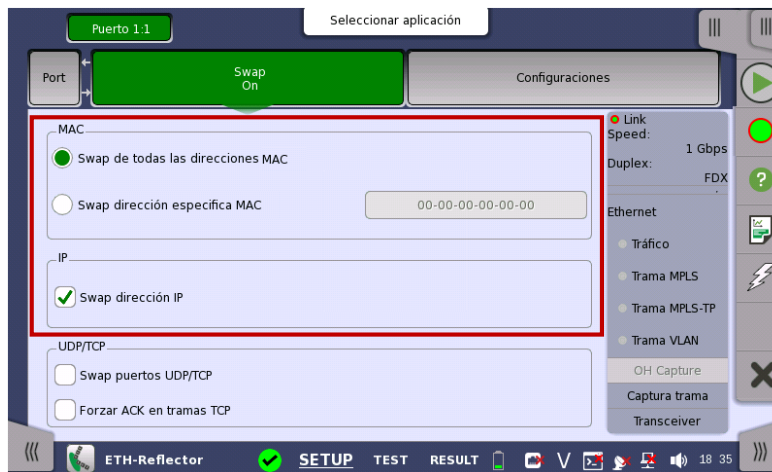 Puerto 1:1
Seleccionar aplicación
Port
Swap
On
Configuraciones
MAC
Swap de todas las direcciones MAC
Swap dirección especifica MAC
00-00-00-00-00-00
IP
Swap dirección IP
UDP/TCP
Swap puertos UDP/TCP
Forzar ACK en tramas TCP
Link
Speed:
1 Gbps
Duplex:
FDX
Ethernet
Tráfico
Trama MPLS
Trama MPLS-TP
Trama VLAN
OH Capture
Captura trama
Transceiver
ETH-Reflector
SETUP
TEST
RESULT
V
18 35